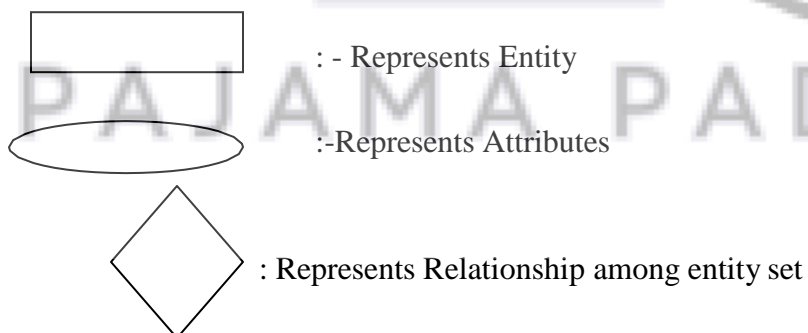 : - Represents Entity
PAJAMA PAD
:-Represents Attributes
: Represents Relationship among entity set